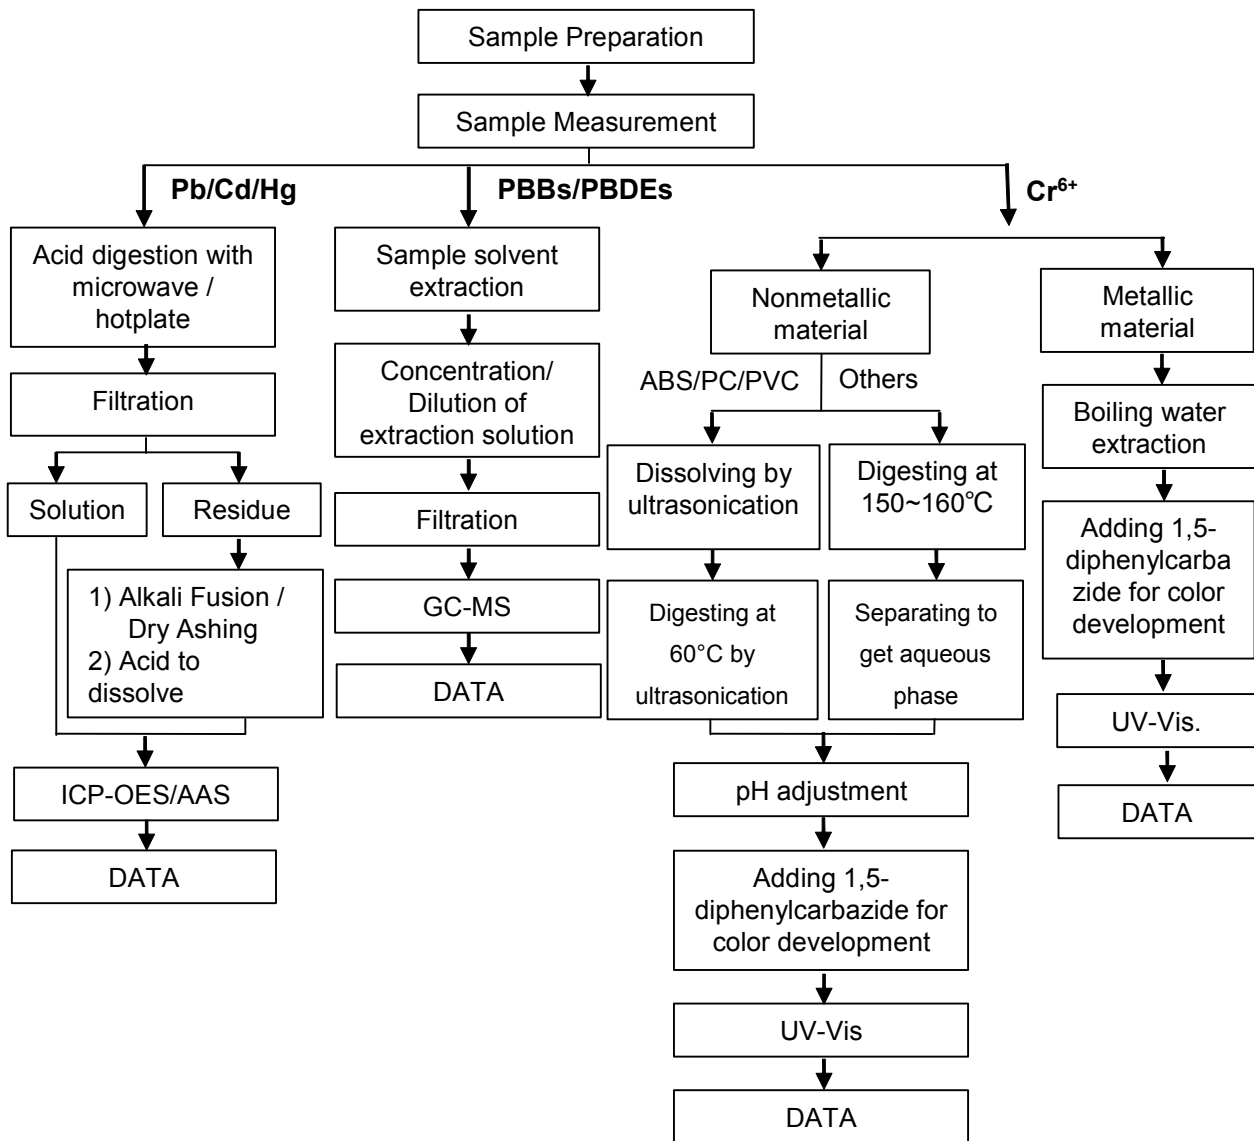 Sample Preparation
Sample Measurement
Pb/Cd/Hg
PBBs/PBDEs
Cr⁶⁺
Acid digestion with
microwave /
hotplate
Filtration
Solution
Residue
1) Alkali Fusion /
Dry Ashing
2) Acid to
dissolve
ICP-OES/AAS
DATA
Sample solvent
extraction
Concentration/
Dilution of
extraction solution
Filtration
GC-MS
DATA
Nonmetallic
material
ABS/PC/PVC
Others
Dissolving by
ultrasonication
Digesting at
60°C by
ultrasonication
Digesting at
150~160℃
Separating to
get aqueous
phase
pH adjustment
Adding 1,5-
diphenylcarbazide for
color development
UV-Vis
DATA
Metallic
material
Boiling water
extraction
Adding 1,5-
diphenylcarba
zide for color
development
UV-Vis.
DATA